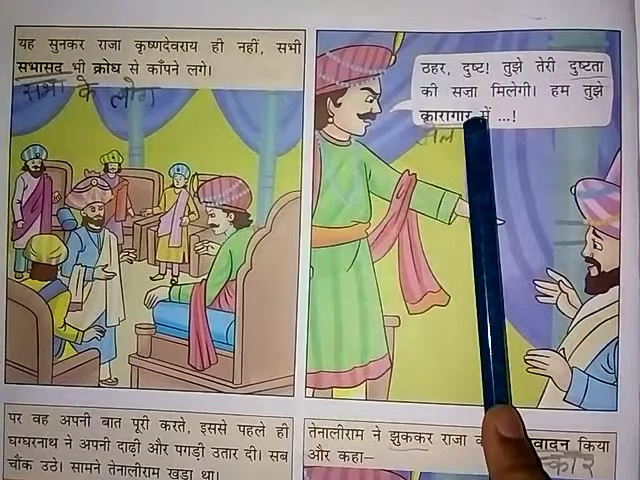 यह सुनकर राजा कृष्णदेवराय ही नहीं, सभी
सभासद भी क्रोध से काँपने लगे।
सभा के लोग
ठहर, दुष्ट! तुझे तेरी दुष्टता
की सज़ा मिलेगी। हम तुझे
कारागार में ...!
जेल
पर वह अपनी बात पूरी करते, इससे पहले ही
घग्घरनाथ ने अपनी दाढ़ी और पगड़ी उतार दी। सब
चौंक उठे। सामने तेनालीराम खड़ा था।
तेनालीराम ने झुककर राजा किया
और कहा–